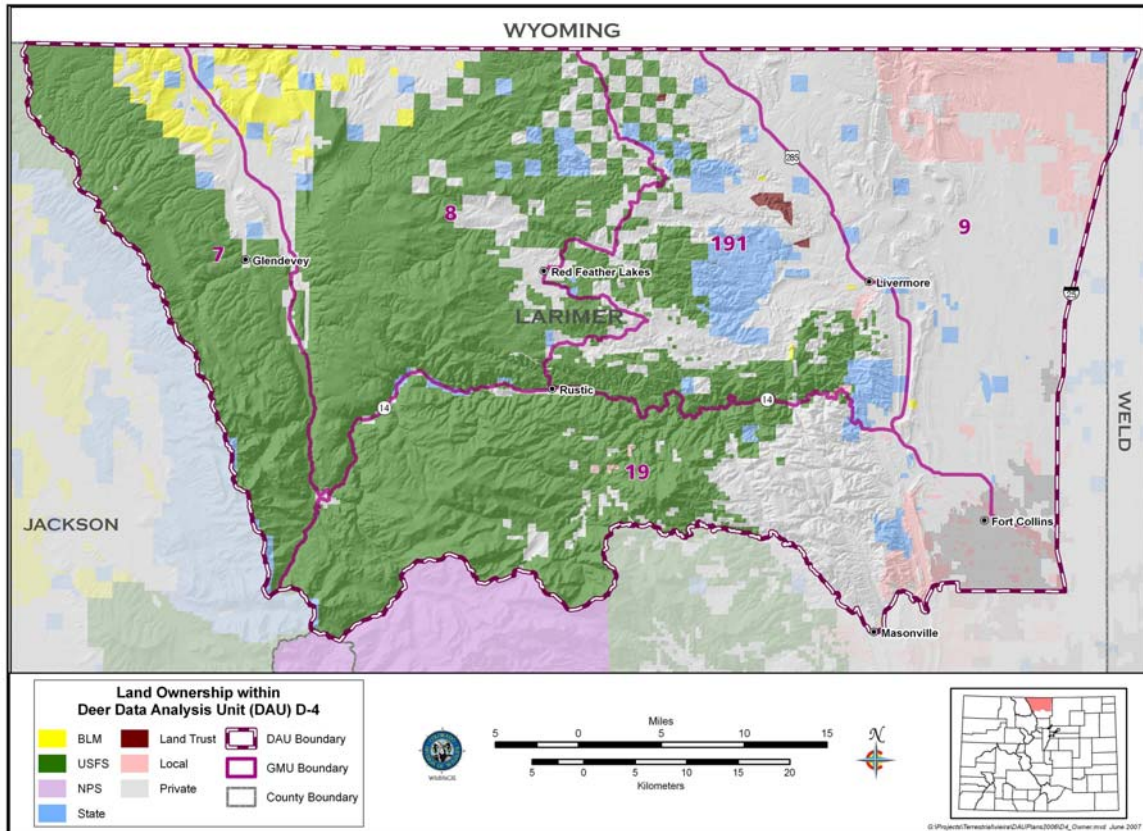 WYOMING
285
8
9
7
191
Glendevey
Red Feather Lakes
Livermore
LARIMER
Rustic
14
14
WELD
19
JACKSON
Fort Collins
Masonville
Land Ownership within
Deer Data Analysis Unit (DAU) D-4
BLM
Land Trust
DAU Boundary
USFS
Local
GMU Boundary
NPS
Private
County Boundary
State
Miles
5 0 5 10 15
5 0 5 10 15 20
Kilometers
N